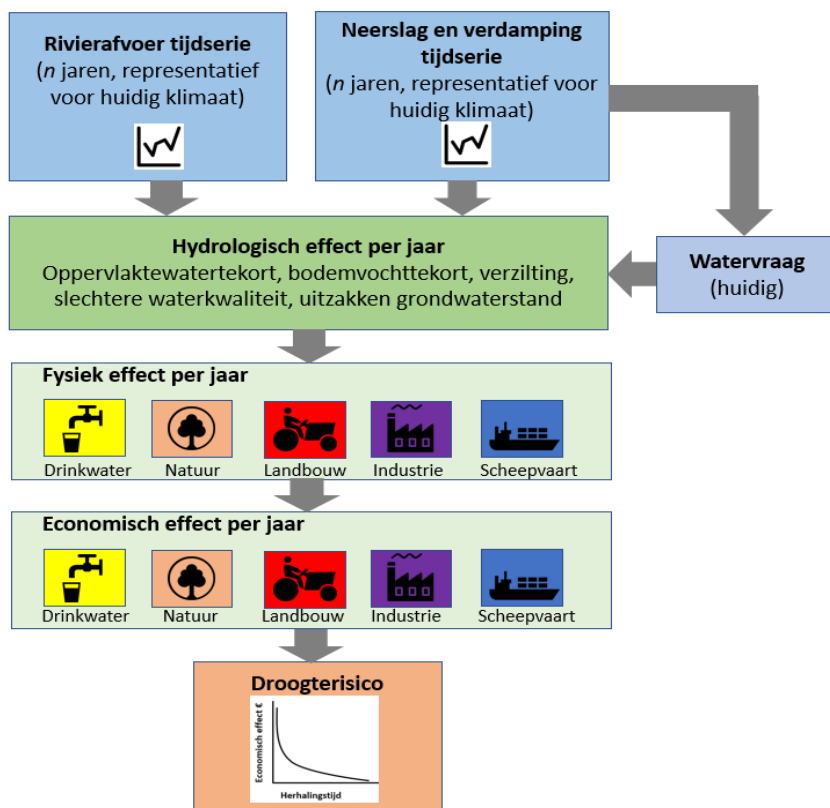 Rivierafvoer tijdserie
(n jaren, representatief
voor huidig klimaat)
Neerslag en verdamping
tijdserie
(n jaren, representatief voor
huidig klimaat)
Hydrologisch effect per jaar
Oppervlaktewatertekort, bodemvochttekort, verzilting,
slechtere waterkwaliteit, uitzakken grondwaterstand
Watervraag
(huidig)
Fysiek effect per jaar
Drinkwater
Natuur
Landbouw
Industrie
Scheepvaart
Economisch effect per jaar
Drinkwater
Natuur
Landbouw
Industrie
Scheepvaart
Droogterisico
Economisch effect €
Herhalingstijd